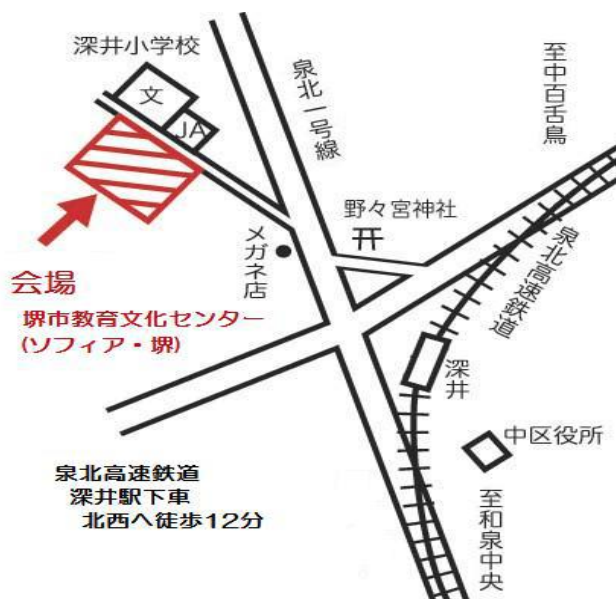 深井小学校
文
JA
泉北一号線
至中百舌鳥
野々宮神社
メガネ店
泉北高速鉄道
会場
堺市教育文化センター
(ソフィア・堺)
深井
中区役所
泉北高速鉄道
深井駅下車
北西へ徒歩12分
至和泉中央